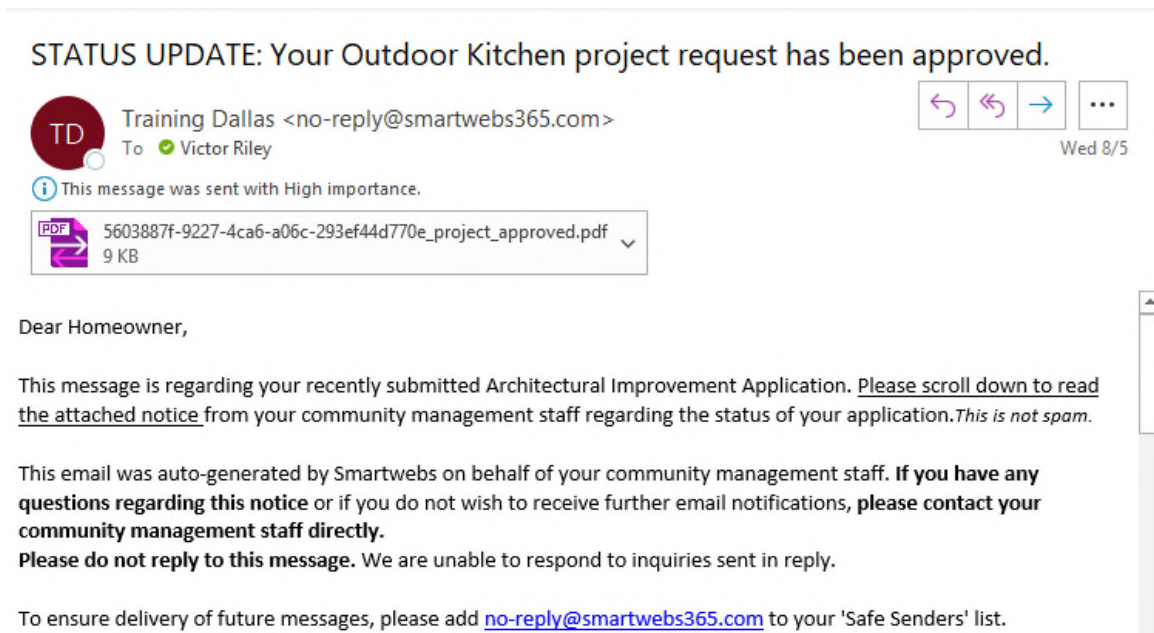 STATUS UPDATE: Your Outdoor Kitchen project request has been approved.
TD
Training Dallas <no-reply@smartwebs365.com>
To Victor Riley
Wed 8/5
This message was sent with High importance.
PDF
5603887f-9227-4ca6-a06c-293ef44d770e_project_approved.pdf
9 KB
Dear Homeowner,
This message is regarding your recently submitted Architectural Improvement Application. Please scroll down to read
the attached notice from your community management staff regarding the status of your application.This is not spam.
This email was auto-generated by Smartwebs on behalf of your community management staff. If you have any
questions regarding this notice or if you do not wish to receive further email notifications, please contact your
community management staff directly.
Please do not reply to this message. We are unable to respond to inquiries sent in reply.
To ensure delivery of future messages, please add no-reply@smartwebs365.com to your 'Safe Senders' list.